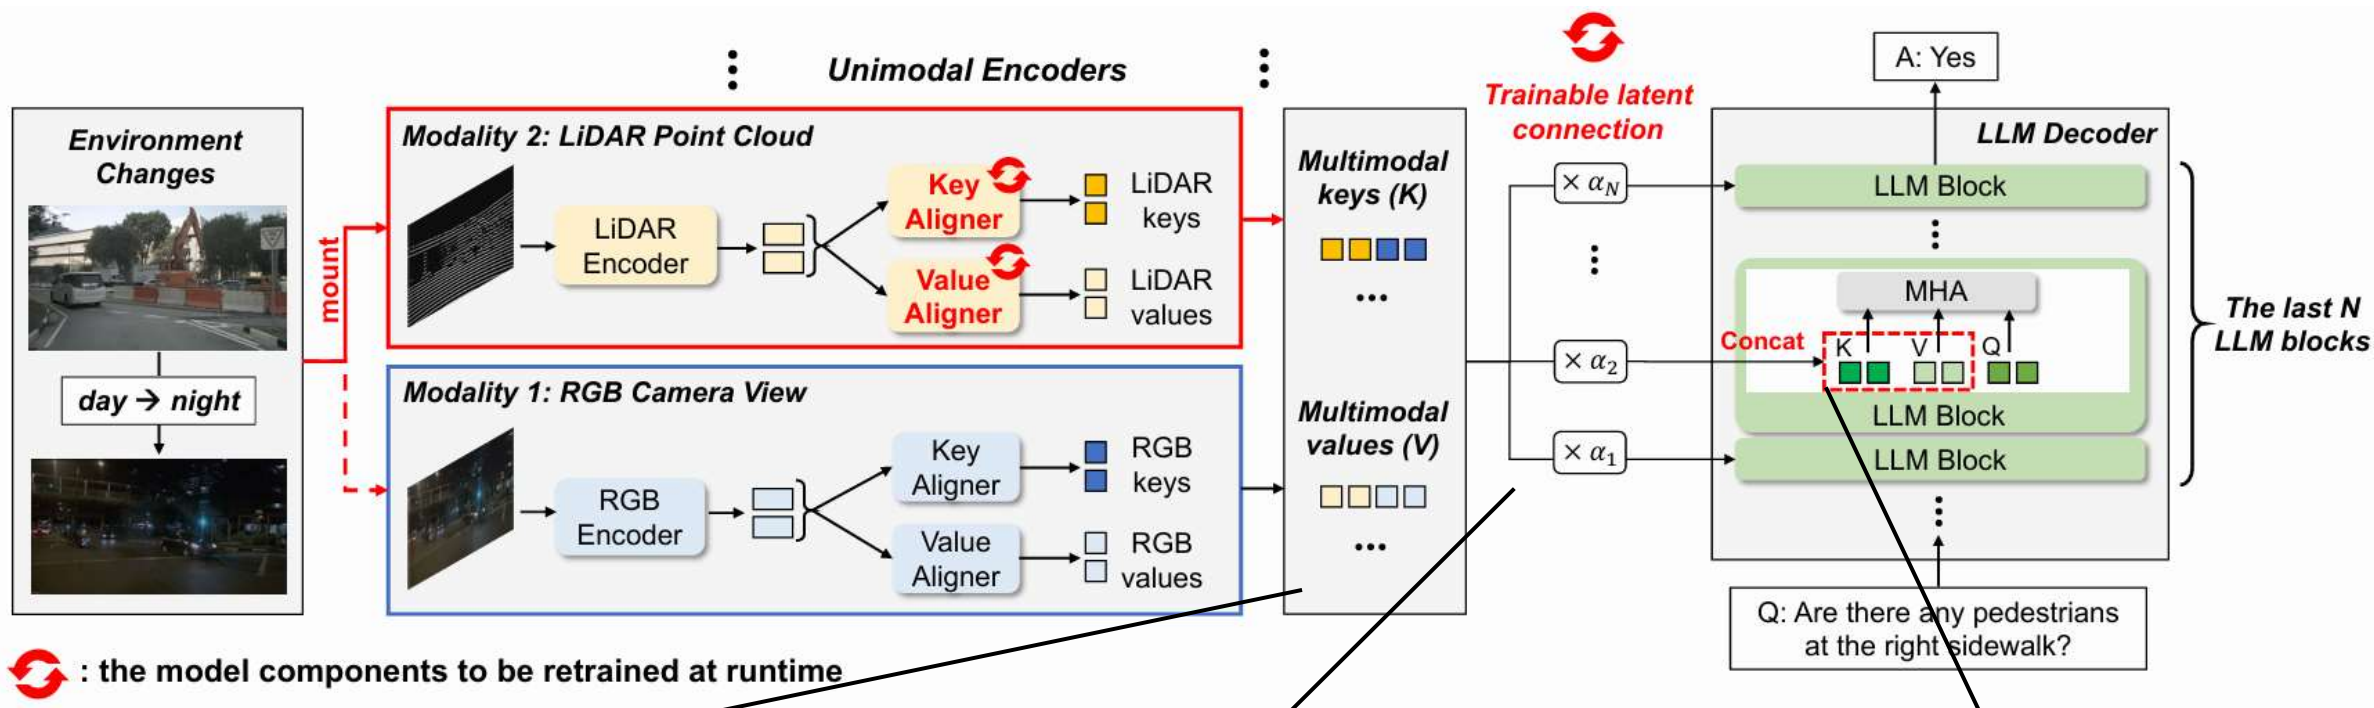 Environment
Changes
day → night
mount
Unimodal Encoders
Modality 2: LiDAR Point Cloud
LiDAR
Encoder
Key
Aligner
Value
Aligner
LiDAR
keys
LiDAR
values
Modality 1: RGB Camera View
RGB
Encoder
Key
Aligner
Value
Aligner
RGB
keys
RGB
values
Multimodal
keys (K)
...
Multimodal
values (V)
...
Trainable latent
connection
× α_N
× α_2
× α_1
Concat
A: Yes
LLM Decoder
LLM Block
MHA
K V Q
LLM Block
LLM Block
The last N
LLM blocks
Q: Are there any pedestrians
at the right sidewalk?
: the model components to be retrained at runtime